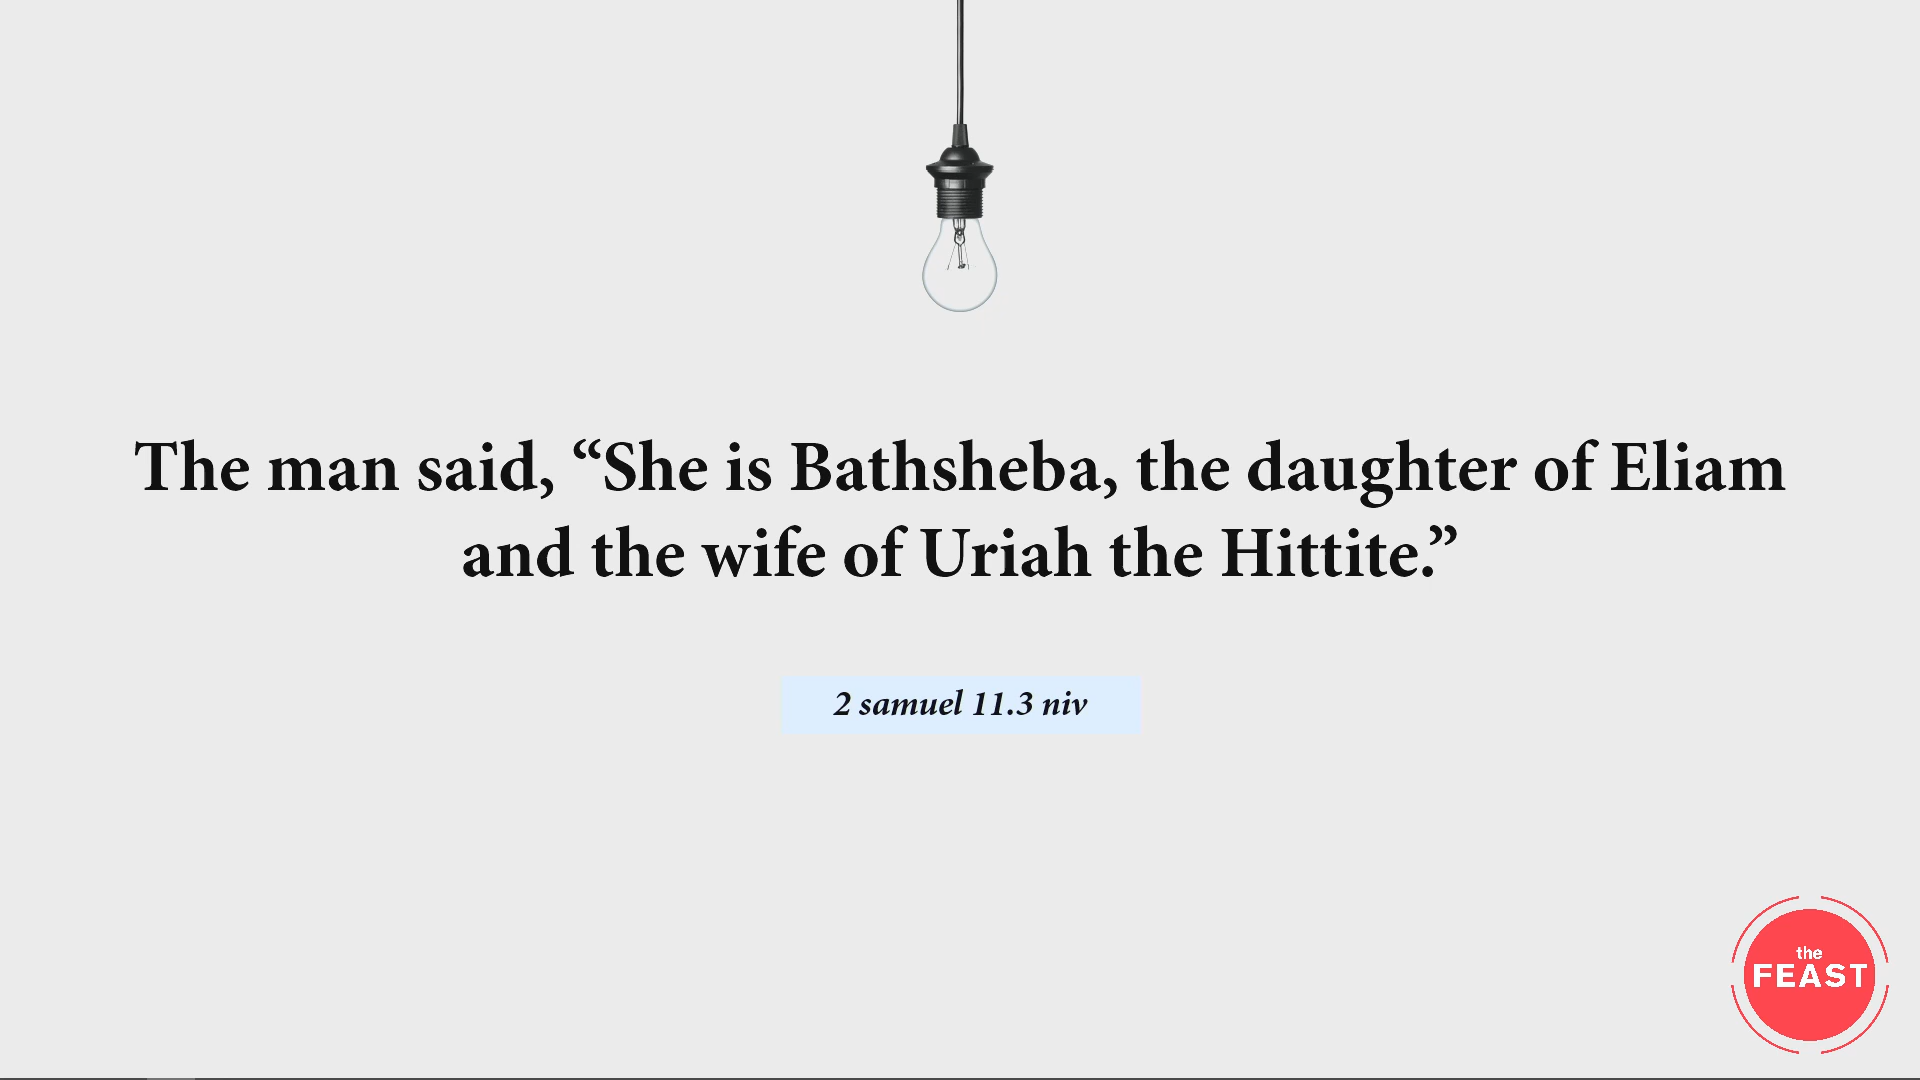 The man said, “She is Bathsheba, the daughter of Eliam
and the wife of Uriah the Hittite.”
2 samuel 11.3 niv
the
FEAST